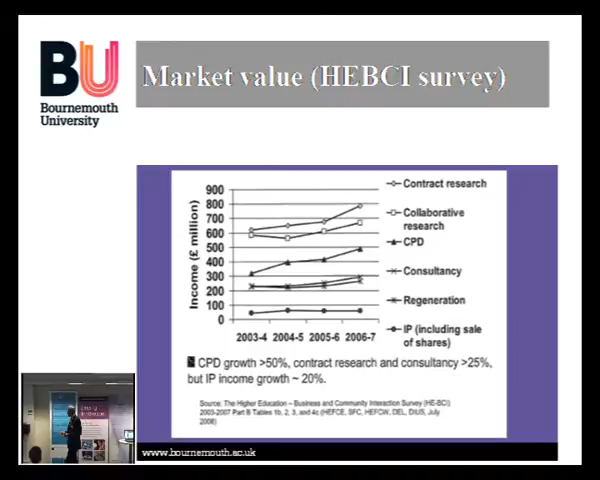 BU
Bournemouth
University
Market value (HEBCI survey)
Income (£ million)
900
800
700
600
500
400
300
200
100
0
2003-4 2004-5 2005-6 2006-7
Contract research
Collaborative
research
CPD
Consultancy
Regeneration
IP (including sale
of shares)
CPD growth >50%, contract research and consultancy >25%,
but IP income growth ~ 20%.
Source: The Higher Education – Business and Community Interaction Survey (HE-BCI)
2003-2007 Part B Tables 1b, 2, 3, and 4c (HEFCE, SFC, HEFCW, DEL, DIUS, July
2008)
www.bournemouth.ac.uk